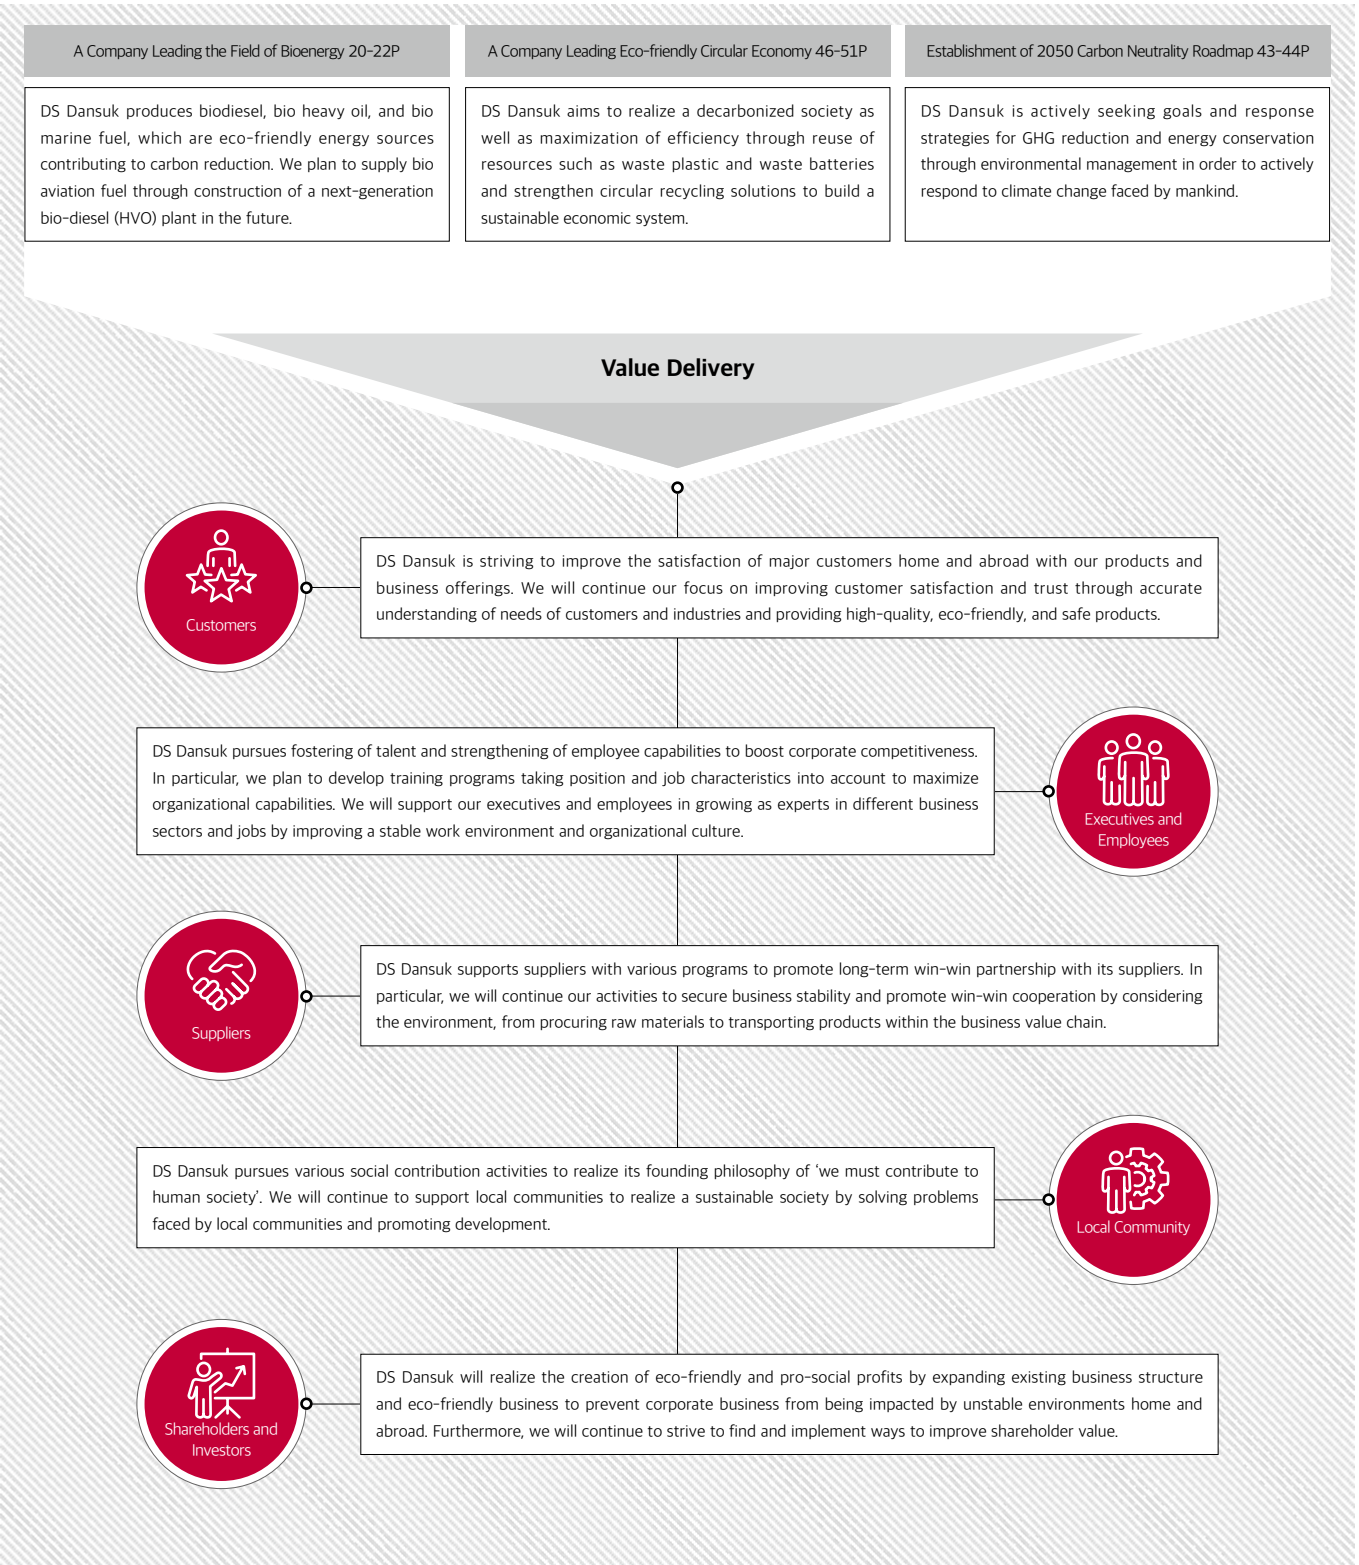 A Company Leading the Field of Bioenergy 20-22P
DS Dansuk produces biodiesel, bio heavy oil, and bio
marine fuel, which are eco-friendly energy sources
contributing to carbon reduction. We plan to supply bio
aviation fuel through construction of a next-generation
bio-diesel (HVO) plant in the future.
A Company Leading Eco-friendly Circular Economy 46-51P
DS Dansuk aims to realize a decarbonized society as
well as maximization of efficiency through reuse of
resources such as waste plastic and waste batteries
and strengthen circular recycling solutions to build a
sustainable economic system.
Establishment of 2050 Carbon Neutrality Roadmap 43-44P
DS Dansuk is actively seeking goals and response
strategies for GHG reduction and energy conservation
through environmental management in order to actively
respond to climate change faced by mankind.
Value Delivery
Customers
DS Dansuk is striving to improve the satisfaction of major customers home and abroad with our products and
business offerings. We will continue our focus on improving customer satisfaction and trust through accurate
understanding of needs of customers and industries and providing high-quality, eco-friendly, and safe products.
DS Dansuk pursues fostering of talent and strengthening of employee capabilities to boost corporate competitiveness.
In particular, we plan to develop training programs taking position and job characteristics into account to maximize
organizational capabilities. We will support our executives and employees in growing as experts in different business
sectors and jobs by improving a stable work environment and organizational culture.
Executives and
Employees
Suppliers
DS Dansuk supports suppliers with various programs to promote long-term win-win partnership with its suppliers. In
particular, we will continue our activities to secure business stability and promote win-win cooperation by considering
the environment, from procuring raw materials to transporting products within the business value chain.
DS Dansuk pursues various social contribution activities to realize its founding philosophy of ‘we must contribute to
human society’. We will continue to support local communities to realize a sustainable society by solving problems
faced by local communities and promoting development.
Local Community
Shareholders and
Investors
DS Dansuk will realize the creation of eco-friendly and pro-social profits by expanding existing business structure
and eco-friendly business to prevent corporate business from being impacted by unstable environments home and
abroad. Furthermore, we will continue to strive to find and implement ways to improve shareholder value.